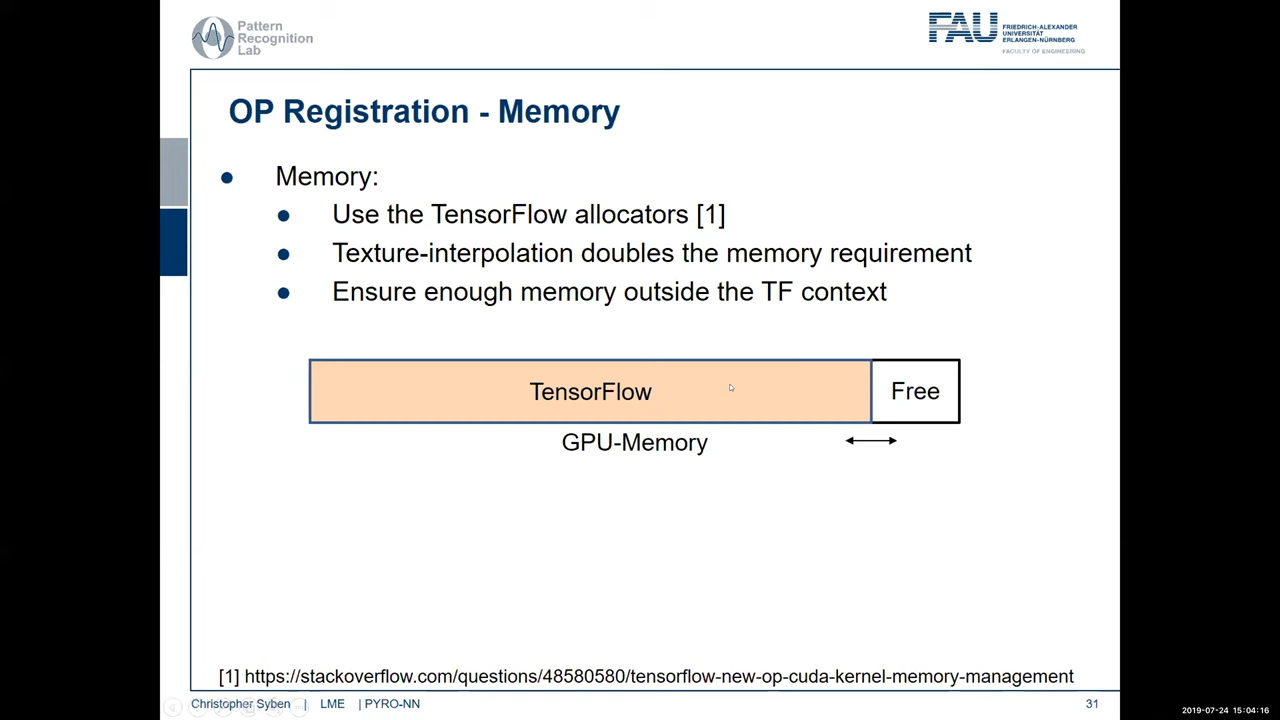 Pattern
Recognition
Lab
FAU
FRIEDRICH-ALEXANDER
UNIVERSITÄT
ERLANGEN-NÜRNBERG
FACULTY OF ENGINEERING
OP Registration - Memory
● Memory:
● Use the TensorFlow allocators [1]
● Texture-interpolation doubles the memory requirement
● Ensure enough memory outside the TF context
TensorFlow
Free
GPU-Memory
[1] https://stackoverflow.com/questions/48580580/tensorflow-new-op-cuda-kernel-memory-management
Christopher Syben | LME | PYRO-NN
31
2019-07-24 15:04:16